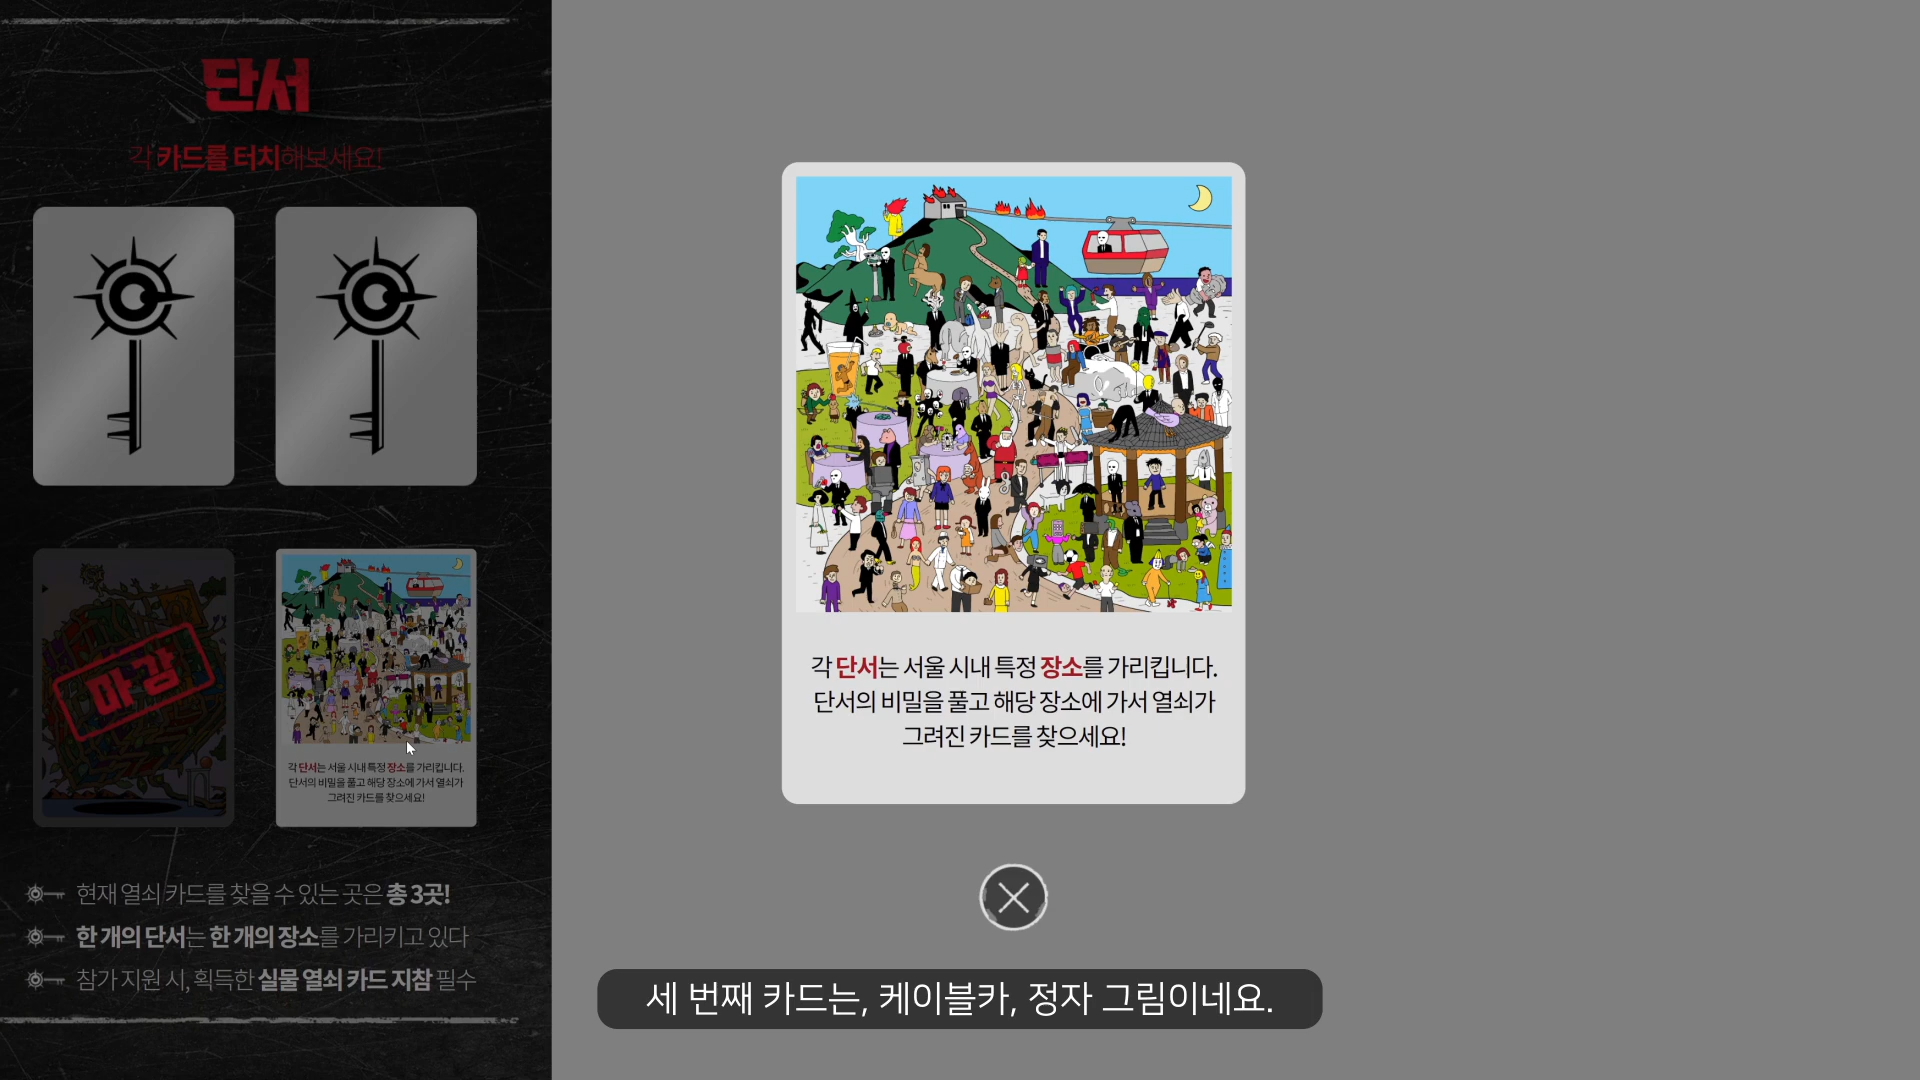 단서
각 카드를 터치해보세요!
마감
각 단서는 서울 시내 특정 장소를 가리킵니다.
단서의 비밀을 풀고 해당 장소에 가서 열쇠가
그려진 카드를 찾으세요!
현재 열쇠 카드를 찾을 수 있는 곳은 총 3곳!
한 개의 단서는 한 개의 장소를 가리키고 있다
참가 지원 시, 획득한 실물 열쇠 카드 지참 필수
각 단서는 서울 시내 특정 장소를 가리킵니다.
단서의 비밀을 풀고 해당 장소에 가서 열쇠가
그려진 카드를 찾으세요!
세 번째 카드는, 케이블카, 정자 그림이네요.